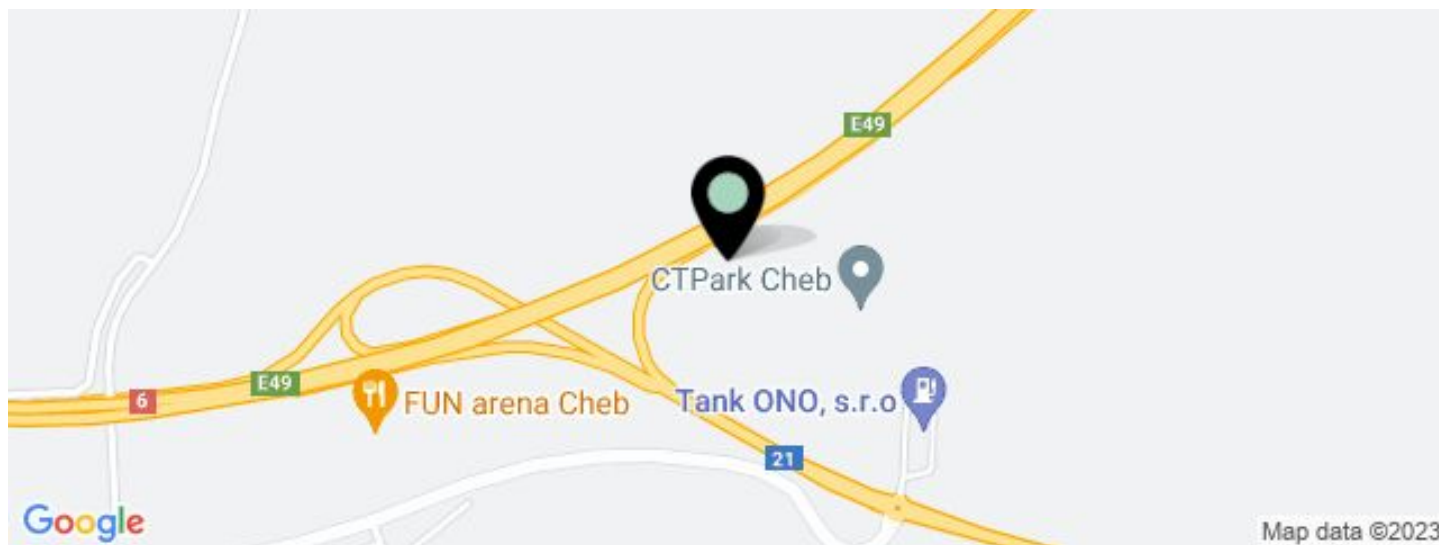 E49
CTPark Cheb
E49
6
FUN arena Cheb
Tank ONO, s.r.o
21
Google
Map data ©2023